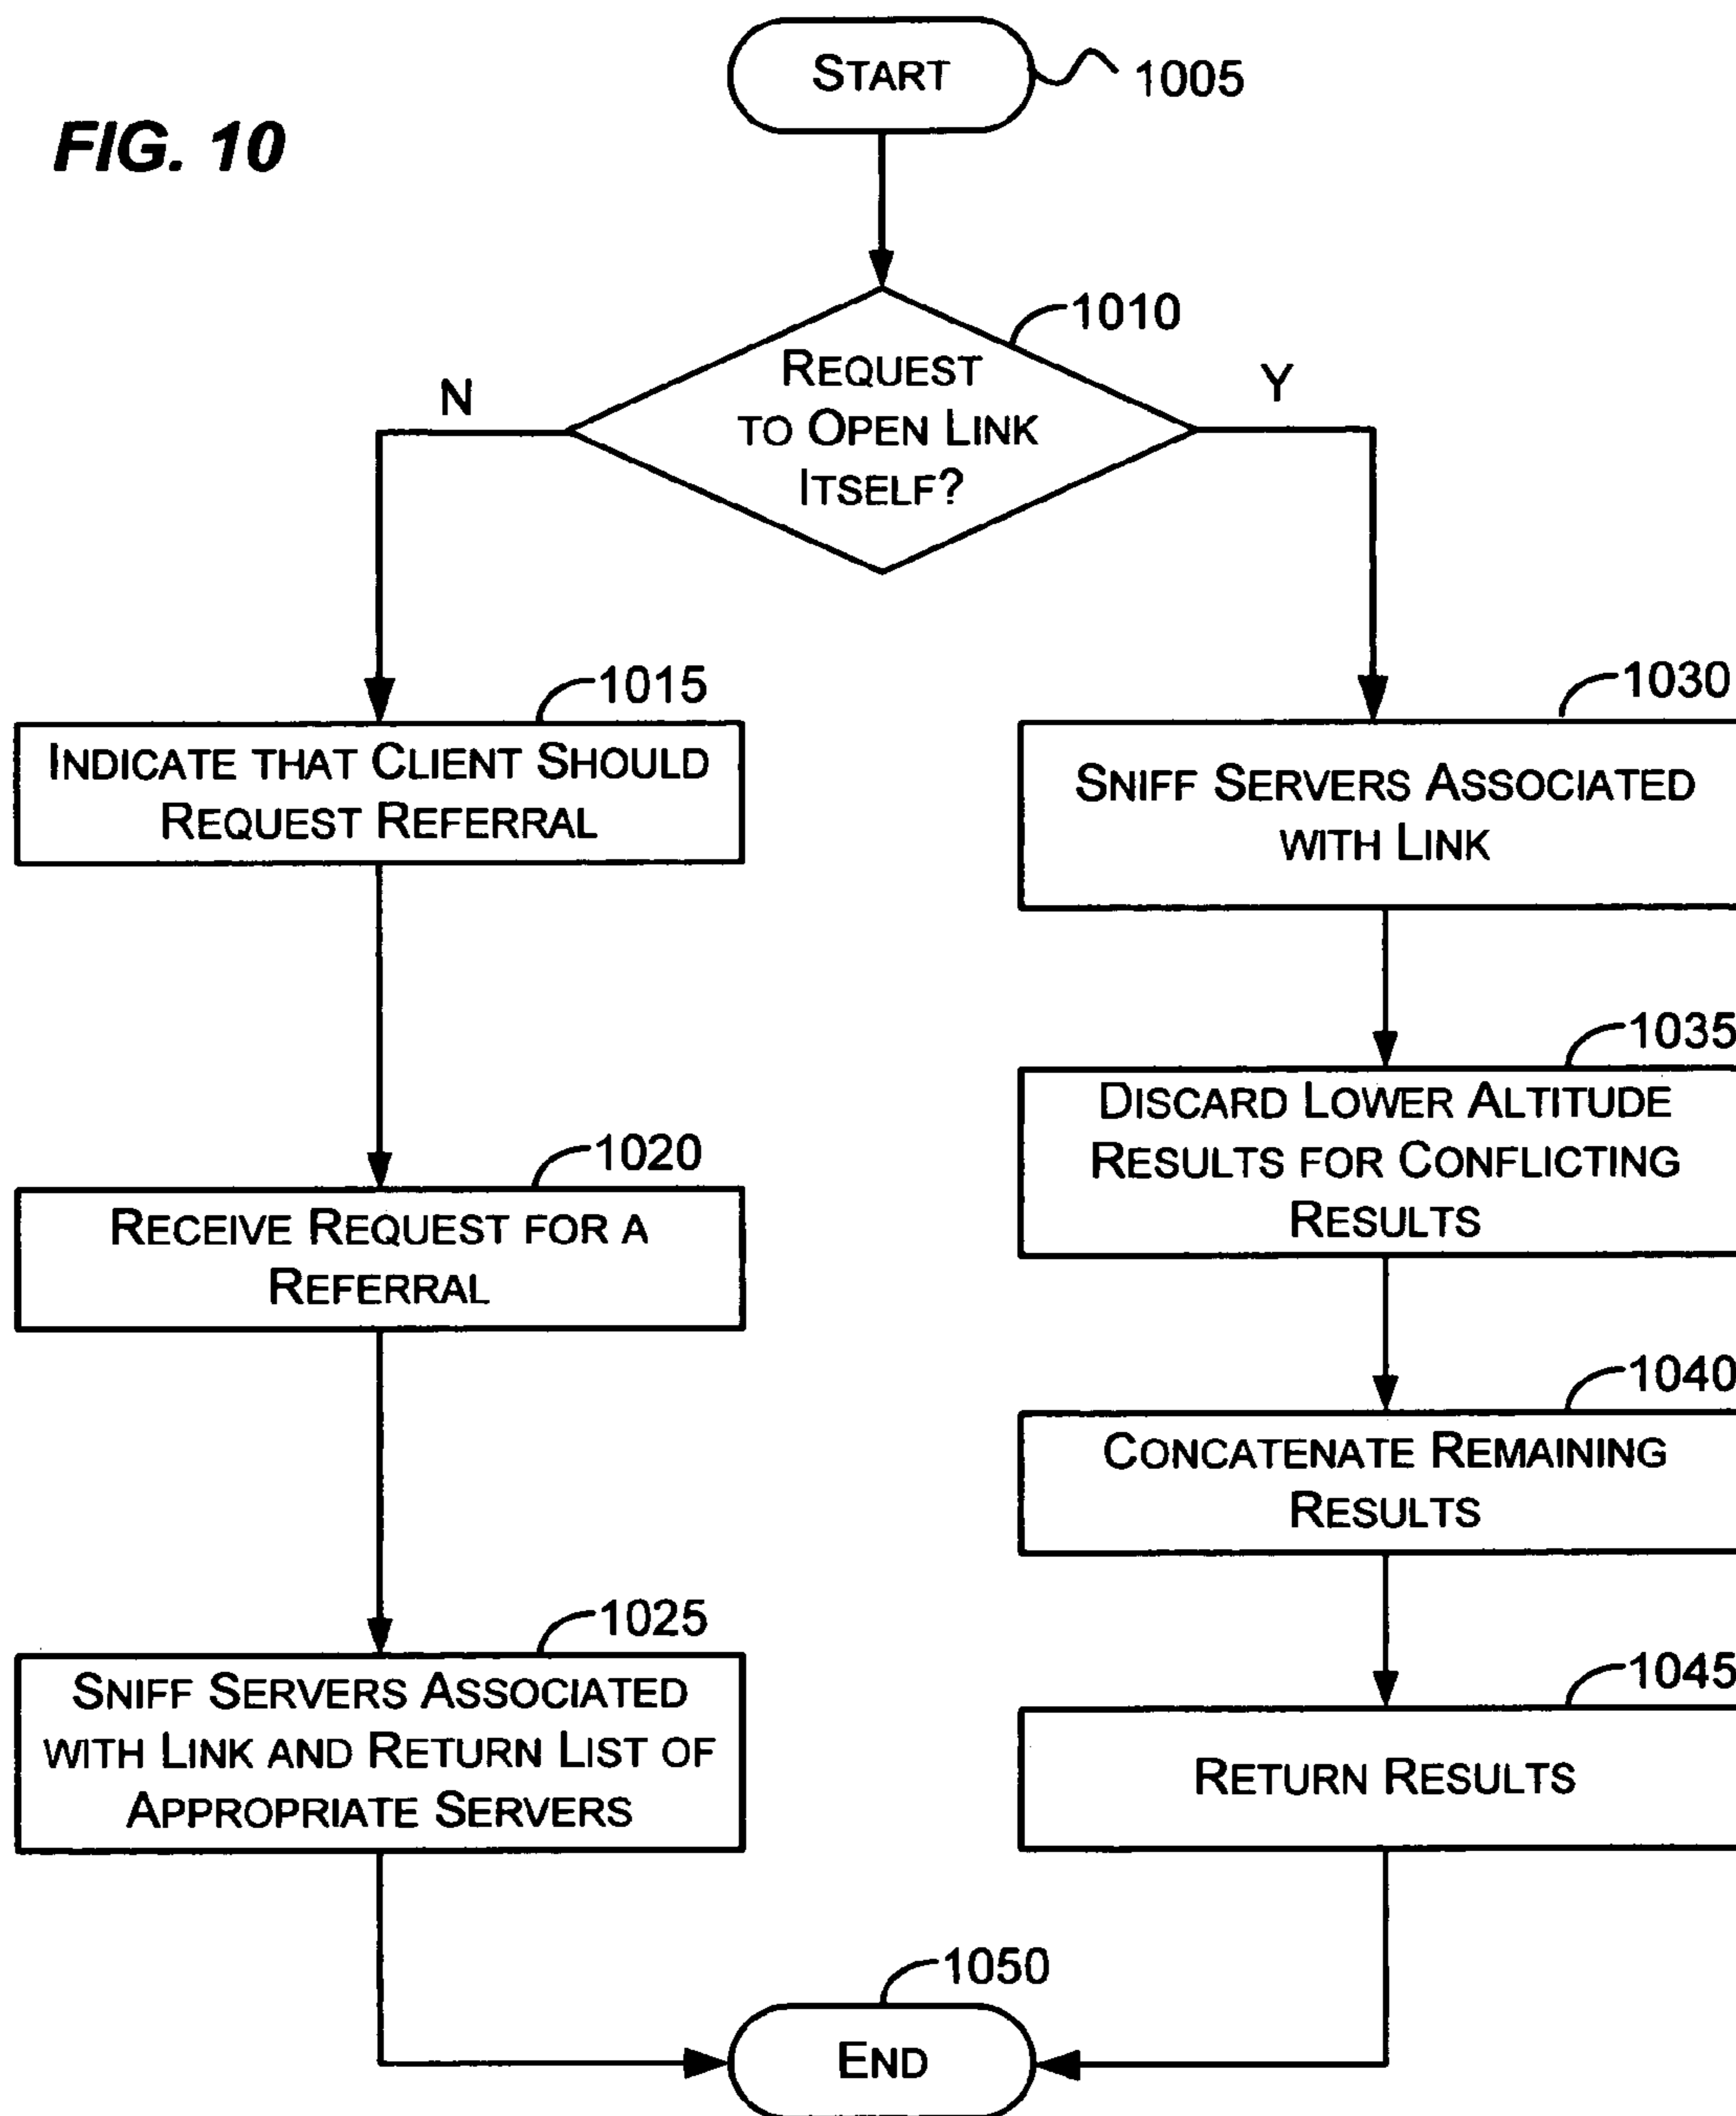 FIG. 10
START
1005
1010
REQUEST
TO OPEN LINK
ITSELF?
N
Y
1015
INDICATE THAT CLIENT SHOULD
REQUEST REFERRAL
1020
RECEIVE REQUEST FOR A
REFERRAL
1025
SNIFF SERVERS ASSOCIATED
WITH LINK AND RETURN LIST OF
APPROPRIATE SERVERS
1030
SNIFF SERVERS ASSOCIATED
WITH LINK
1035
DISCARD LOWER ALTITUDE
RESULTS FOR CONFLICTING
RESULTS
1040
CONCATENATE REMAINING
RESULTS
1045
RETURN RESULTS
1050
END